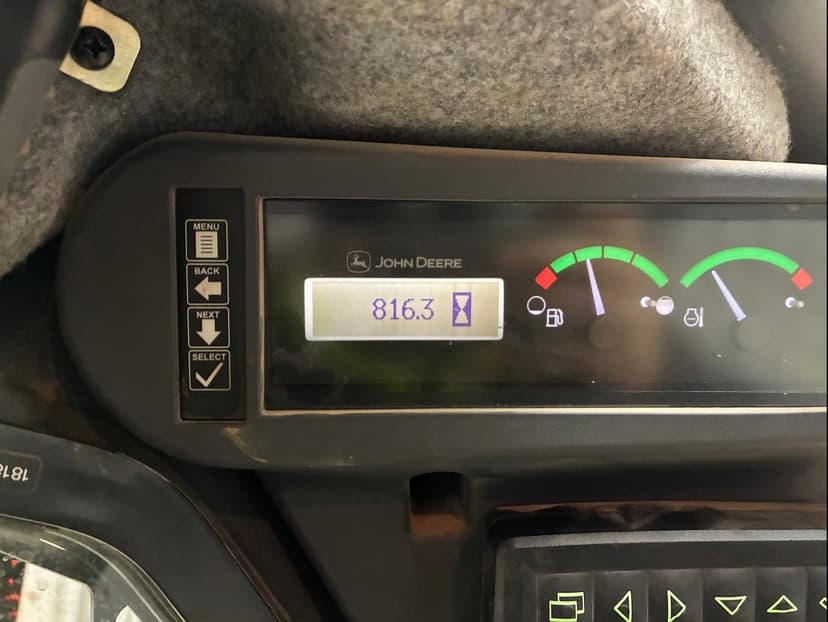 MENU
BACK
NEXT
SELECT
JOHN DEERE
816.3